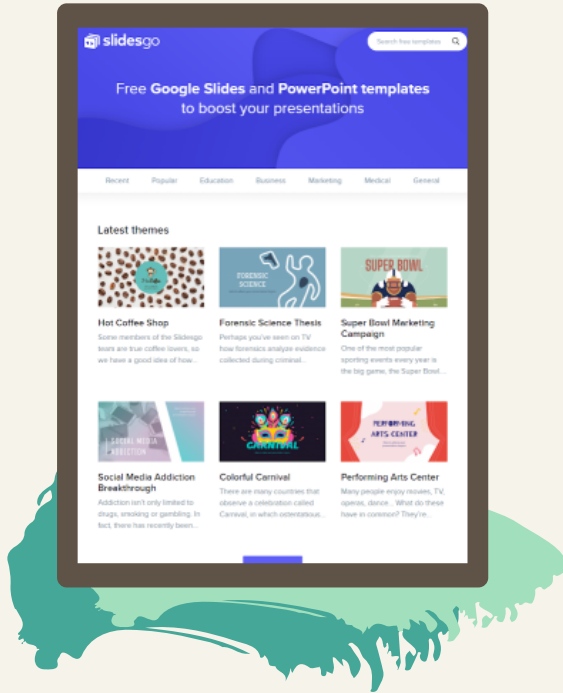 slidesgo
Search free templates
Free Google Slides and PowerPoint templates
to boost your presentations
Recent Popular Education Business Marketing Medical General
Latest themes
FORENSIC
SCIENCE
SUPER BOWL
Hot Coffee Shop
Some members of the Slidesgo
team are true coffee lovers, so
we have a good idea of how...
Forensic Science Thesis
Perhaps you've seen on TV
how forensics analyze evidence
collected during criminal...
Super Bowl Marketing
Campaign
One of the most popular
sporting events every year is
the big game, the Super Bowl...
SOCIAL MEDIA
ADDICTION
CARNIVAL
PERFORMING
ARTS CENTER
Social Media Addiction
Breakthrough
Addiction isn't only limited to
drugs, smoking or gambling. In
fact, there has recently been...
Colorful Carnival
There are many countries that
observe a celebration called
Carnival, in which ostentatious...
Performing Arts Center
Many people enjoy movies, TV,
operas, dance... What do these
have in common? They're...